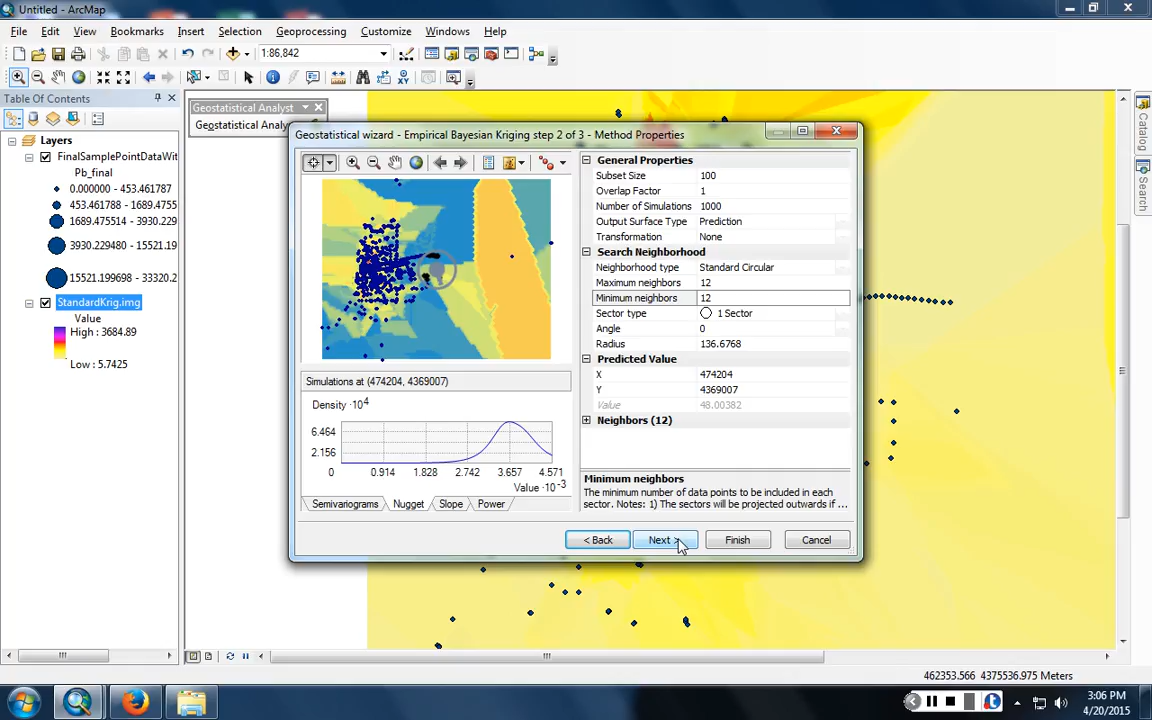 Untitled - ArcMap
File Edit View Bookmarks Insert Selection Geoprocessing Customize Windows Help
1:86,842
Table Of Contents
Layers
FinalSamplePointDataWit
Pb_final
0.000000 - 453.461787
453.461788 - 1689.4755
1689.475514 - 3930.229
3930.229480 - 15521.19
15521.199698 - 33320.2
StandardKrig.img
Value
High : 3684.89
Low : 5.7425
Geostatistical Analyst
Geostatistical Analy
Geostatistical wizard - Empirical Bayesian Kriging step 2 of 3 - Method Properties
Simulations at (474204, 4369007)
Density ·10⁴
6.464
2.156
0 0.914 1.828 2.742 3.657 4.571
Value ·10⁻³
Semivariograms Nugget Slope Power
General Properties
Subset Size 100
Overlap Factor 1
Number of Simulations 1000
Output Surface Type Prediction
Transformation None
Search Neighborhood
Neighborhood type Standard Circular
Maximum neighbors 12
Minimum neighbors 12
Sector type 1 Sector
Angle 0
Radius 136.6768
Predicted Value
X 474204
Y 4369007
Value 48.00382
Neighbors (12)
Minimum neighbors
The minimum number of data points to be included in each
sector. Notes: 1) The sectors will be projected outwards if ...
< Back Next > Finish Cancel
Catalog
Search
462353.566 4375536.975 Meters
3:06 PM
4/20/2015